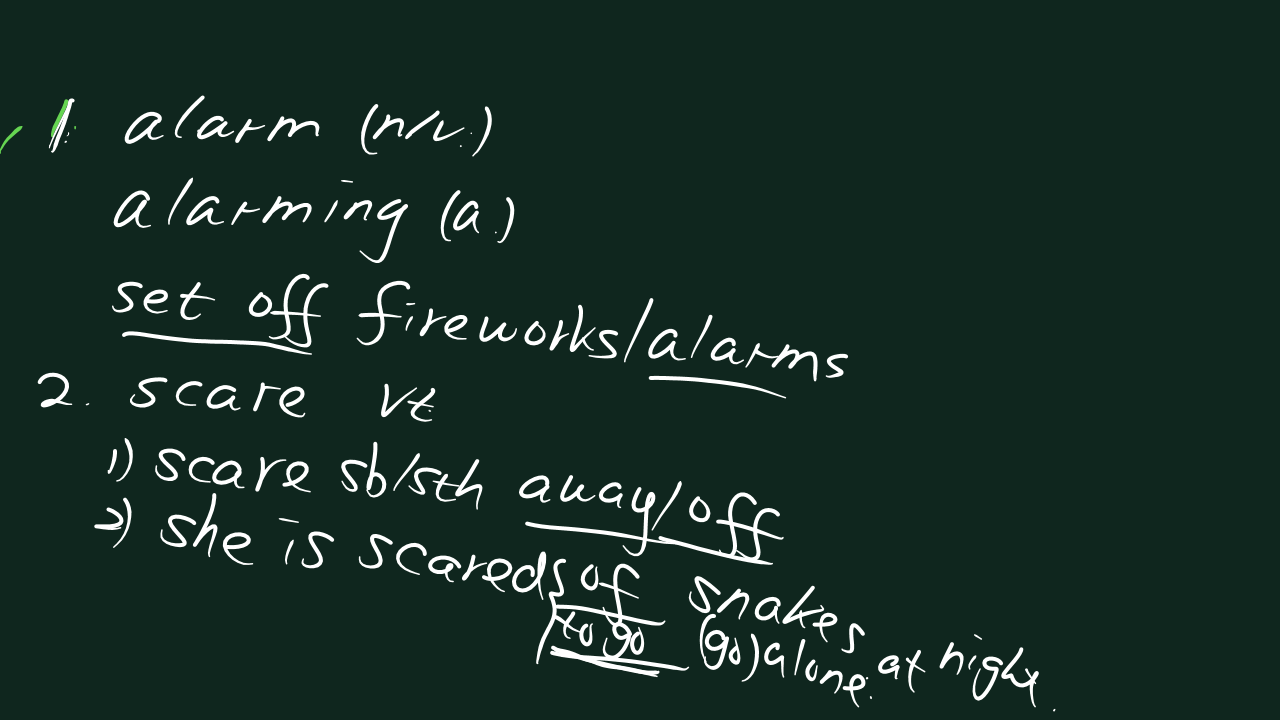 1. alarm (n/v.)
alarming (a.)
set off fireworks/alarms
2. scare vt
1) scare sb/sth away/off
2) she is scared of snakes
to go (go) alone. at night.